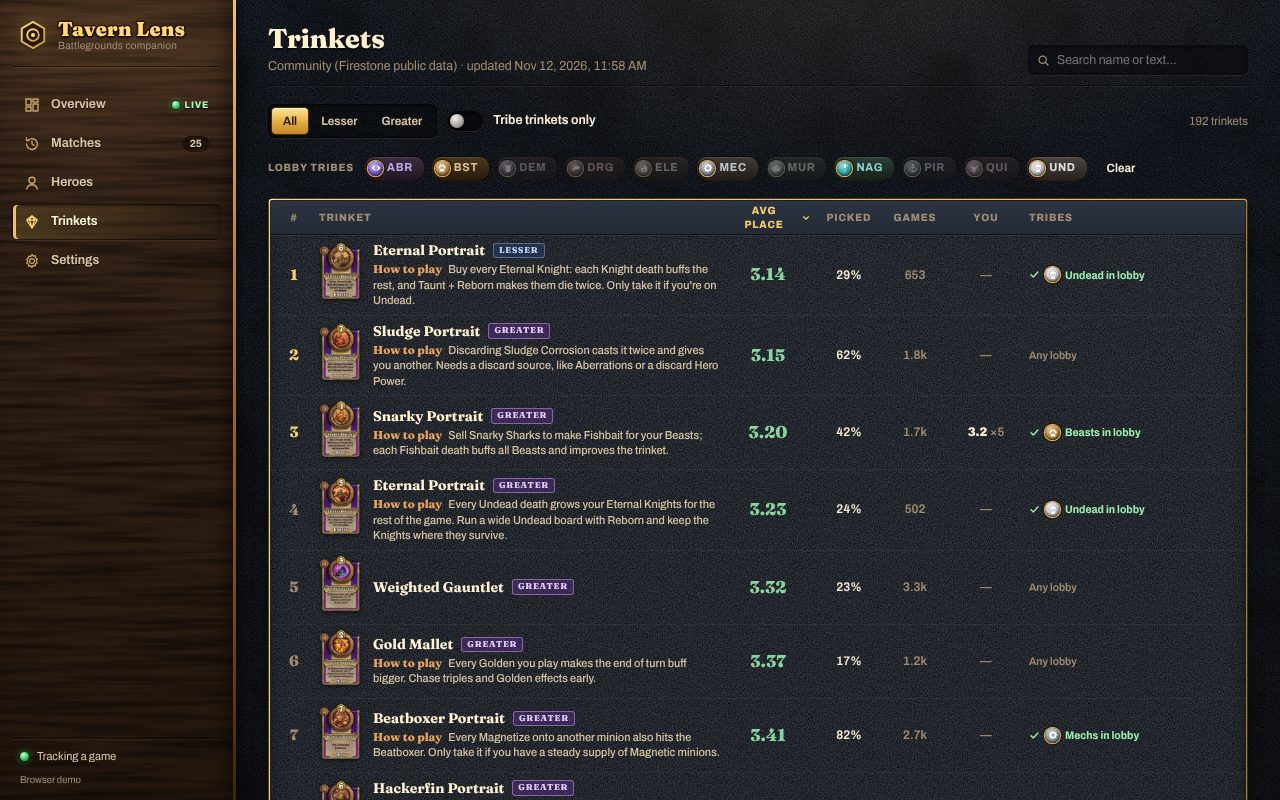 Tavern Lens
Battlegrounds companion
Overview
LIVE
Matches
25
Heroes
Trinkets
Settings
Tracking a game
Browser demo
Trinkets
Community (Firestone public data) · updated Nov 12, 2026, 11:58 AM
Search name or text...
All
Lesser
Greater
Tribe trinkets only
192 trinkets
LOBBY TRIBES
ABR
BST
DEM
DRG
ELE
MEC
MUR
NAG
PIR
QUI
UND
Clear
# TRINKET AVG PLACE PICKED GAMES YOU TRIBES
1
Eternal Portrait LESSER
How to play Buy every Eternal Knight: each Knight death buffs the
rest, and Taunt + Reborn makes them die twice. Only take it if you're on
Undead.
3.14 29% 653 — Undead in lobby
2
Sludge Portrait GREATER
How to play Discarding Sludge Corrosion casts it twice and gives
you another. Needs a discard source, like Aberrations or a discard Hero
Power.
3.15 62% 1.8k — Any lobby
3
Snarky Portrait GREATER
How to play Sell Snarky Sharks to make Fishbait for your Beasts;
each Fishbait death buffs all Beasts and improves the trinket.
3.20 42% 1.7k 3.2 ×5 Beasts in lobby
4
Eternal Portrait GREATER
How to play Every Undead death grows your Eternal Knights for the
rest of the game. Run a wide Undead board with Reborn and keep the
Knights where they survive.
3.23 24% 502 — Undead in lobby
5
Weighted Gauntlet GREATER
3.32 23% 3.3k — Any lobby
6
Gold Mallet GREATER
How to play Every Golden you play makes the end of turn buff
bigger. Chase triples and Golden effects early.
3.37 17% 1.2k — Any lobby
7
Beatboxer Portrait GREATER
How to play Every Magnetize onto another minion also hits the
Beatboxer. Only take it if you have a steady supply of Magnetic minions.
3.41 82% 2.7k — Mechs in lobby
Hackerfin Portrait GREATER